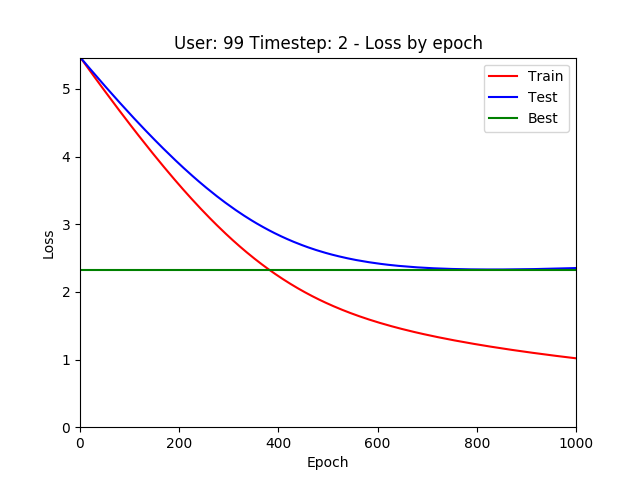 User: 99 Timestep: 2 - Loss by epoch
Train
Test
Best
5
4
3
2
1
0
Loss
0 200 400 600 800 1000
Epoch